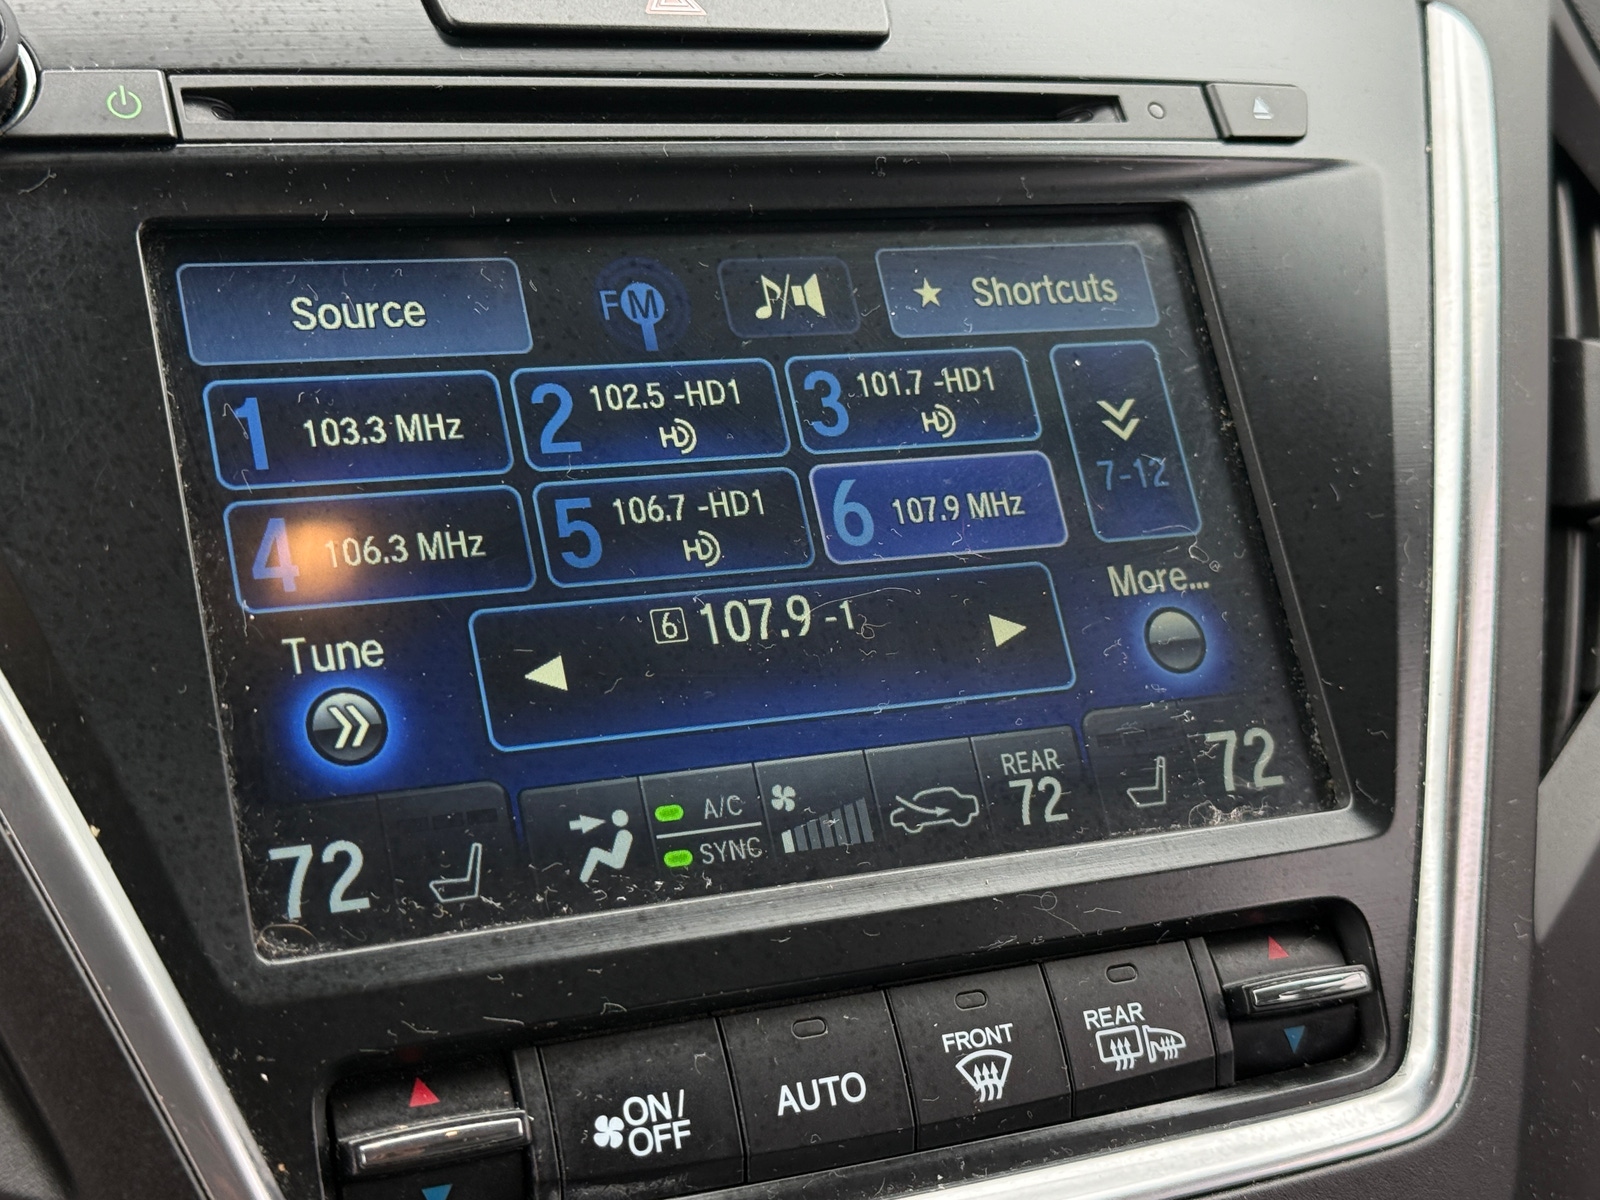 Source
FM
Shortcuts
1 103.3 MHz
2 102.5 -HD1
HD
3 101.7 -HD1
HD
7-12
4 106.3 MHz
5 106.7 -HD1
HD
6 107.9 MHz
More...
Tune
6 107.9 -1
72
A/C
SYNC
REAR
72
72
ON/
OFF
AUTO
FRONT
REAR